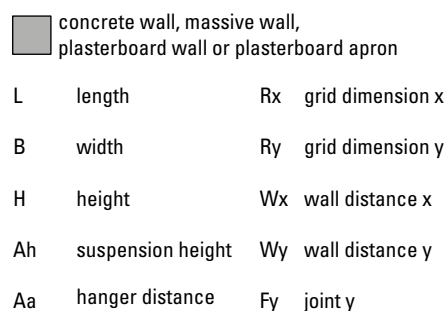 concrete wall, massive wall,
plasterboard wall or plasterboard apron
L length Rx grid dimension x
B width Ry grid dimension y
H height Wx wall distance x
Ah suspension height Wy wall distance y
Aa hanger distance Fy joint y